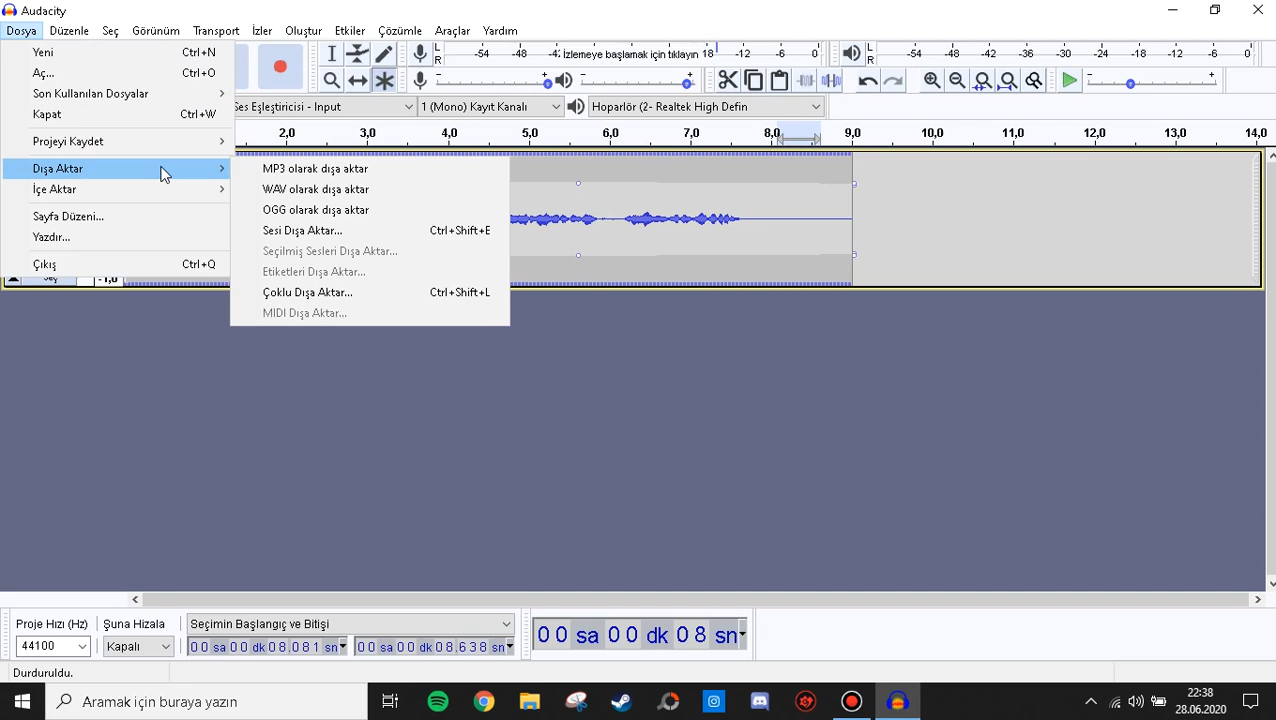 Audacity
Dosya Düzenle Seç Görünüm Transport İzler Oluştur Etkiler Çözümle Araçlar Yardım
Yeni Ctrl+N
Aç... Ctrl+O
Son Kullanılan Dosyalar
Kapat Ctrl+W
Projeyi Kaydet
Dışa Aktar
İçe Aktar
Sayfa Düzeni...
Yazdır...
Çıkış Ctrl+Q
MP3 olarak dışa aktar
WAV olarak dışa aktar
OGG olarak dışa aktar
Sesi Dışa Aktar... Ctrl+Shift+E
Seçilmiş Sesleri Dışa Aktar...
Etiketleri Dışa Aktar...
Çoklu Dışa Aktar... Ctrl+Shift+L
MIDI Dışa Aktar...
L R -54 -48 -4 İzlemeye başlamak için tıklayın 18 -12 -6 0
L R -54 -48 -42 -36 -30 -24 -18 -12 -6 0
Ses Eşleştiricisi - Input 1 (Mono) Kayıt Kanalı Hoparlör (2- Realtek High Defin
2,0 3,0 4,0 5,0 6,0 7,0 8,0 9,0 10,0 11,0 12,0 13,0 14,0
Seç -1,0
Proje Hızı (Hz) Şuna Hizala Seçimin Başlangıç ve Bitişi
44100 Kapalı 00 sa 00 dk 08,081 sn 00 sa 00 dk 08,638 sn
00 sa 00 dk 08 sn
Durduruldu.
Aramak için buraya yazın
22:38
28.06.2020